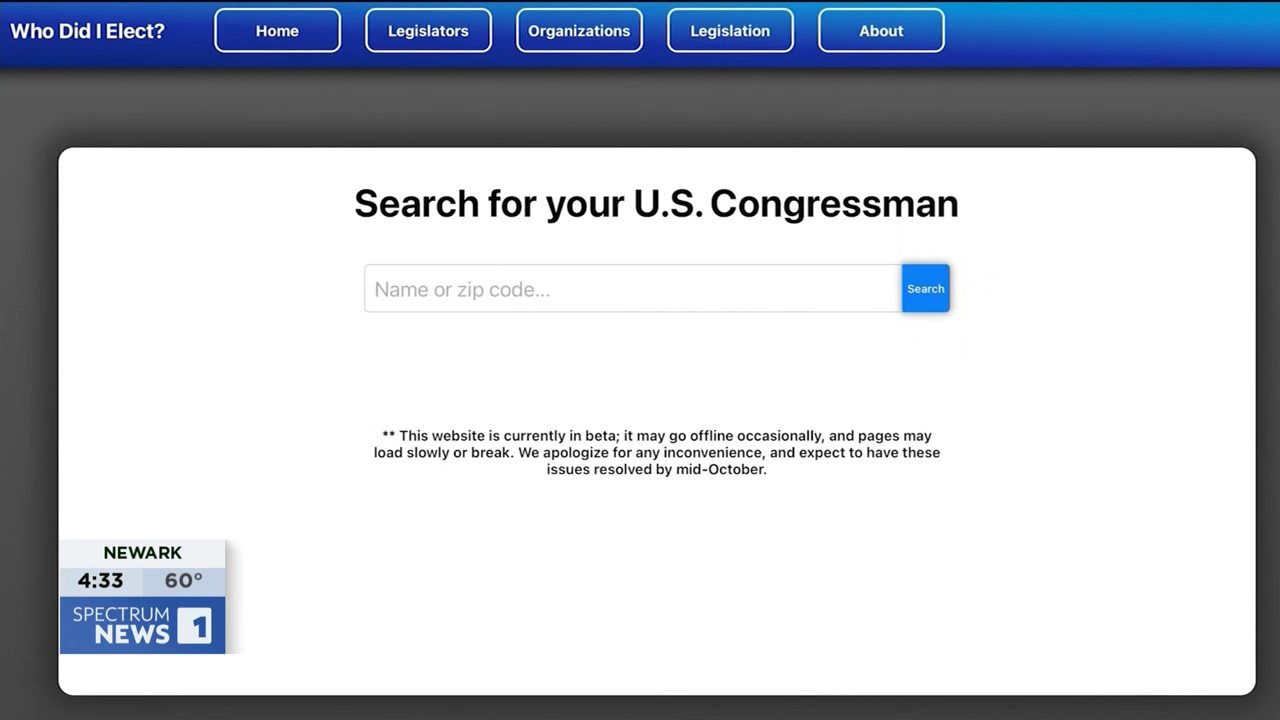 Who Did I Elect?
Home
Legislators
Organizations
Legislation
About
Search for your U.S. Congressman
Name or zip code...
Search
** This website is currently in beta; it may go offline occasionally, and pages may
load slowly or break. We apologize for any inconvenience, and expect to have these
issues resolved by mid-October.
NEWARK
4:33 60°
SPECTRUM
NEWS 1